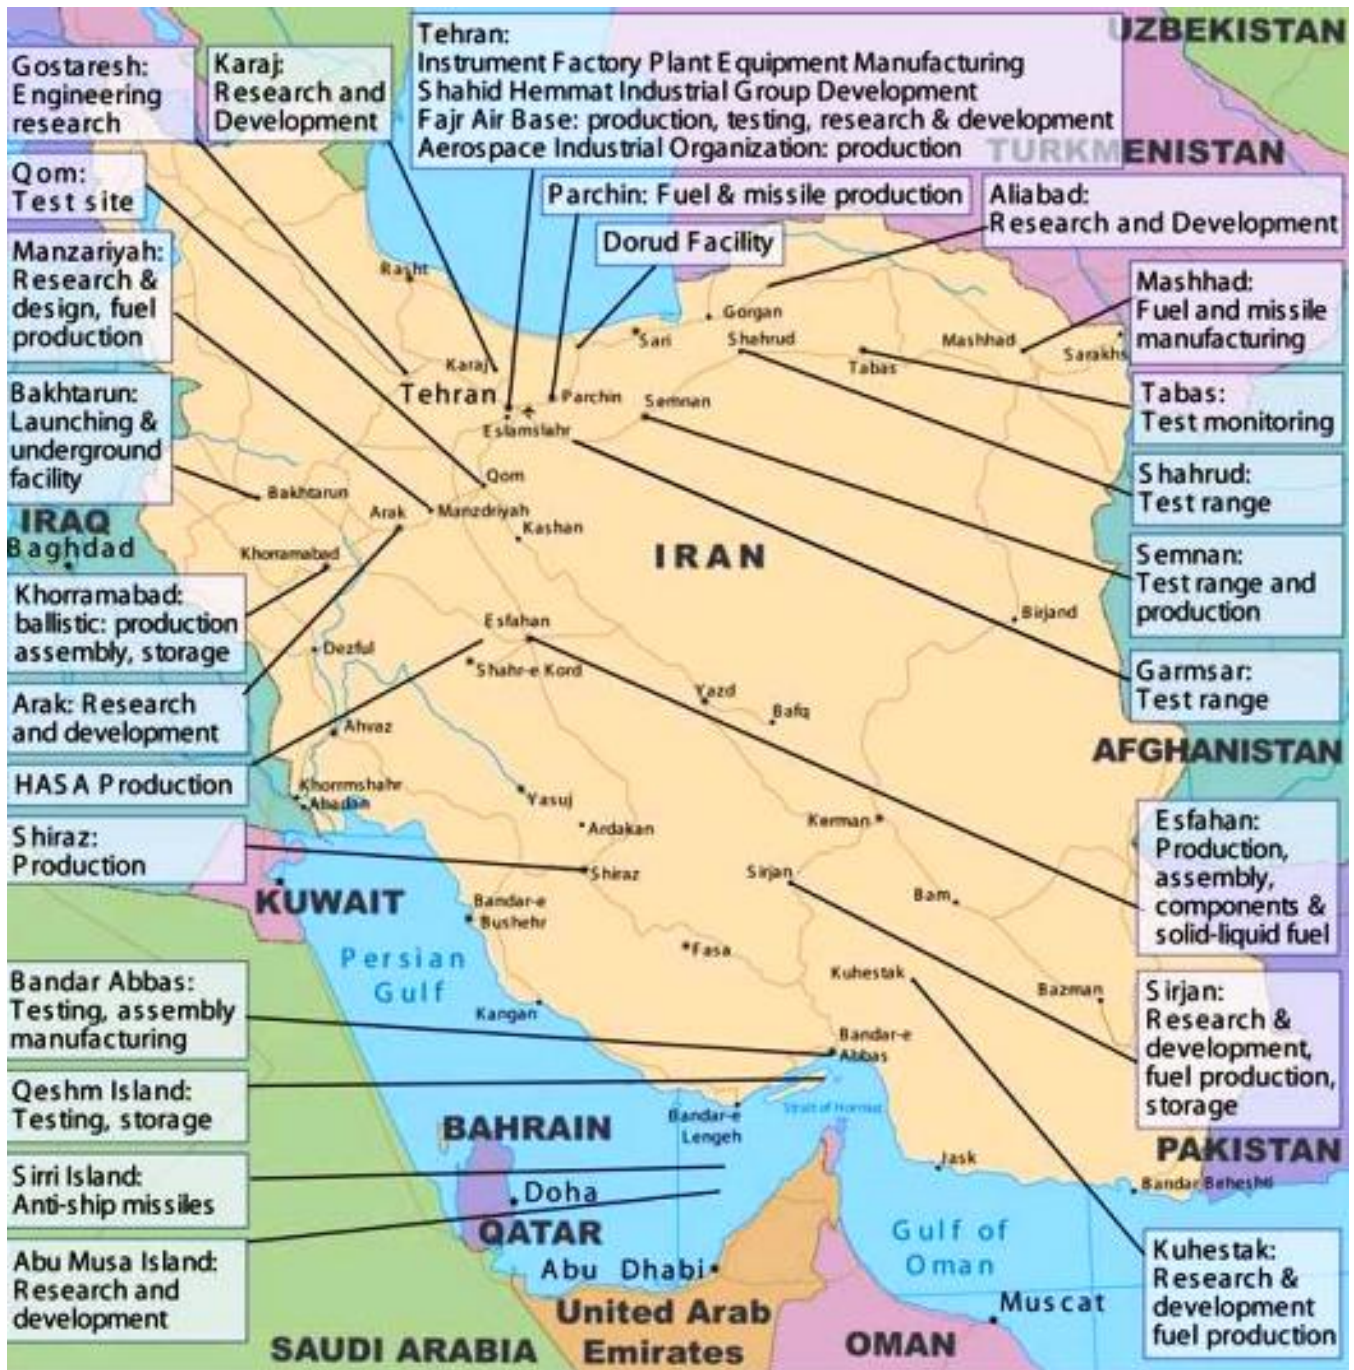 UZBEKISTAN
Tehran:
Instrument Factory Plant Equipment Manufacturing
Shahid Hemmat Industrial Group Development
Fajr Air Base: production, testing, research & development
Aerospace Industrial Organization: production
Gostaresh:
Engineering
research
Karaj:
Research and
Development
TURKMENISTAN
Qom:
Test site
Parchin: Fuel & missile production
Aliabad:
Research and Development
Dorud Facility
Manzariyah:
Research &
design, fuel
production
Mashhad:
Fuel and missile
manufacturing
Bakhtarun:
Launching &
underground
facility
Tabas:
Test monitoring
Shahrud:
Test range
Semnan:
Test range and
production
Garmsar:
Test range
Rasht
Gorgan
Sari
Shahrud
Mashhad
Sarakhs
Karaj
Tabas
Tehran
Parchin
Semnan
Eslamslahr
Qom
Bakhtarun
Arak
Manzdriyah
Kashan
IRAQ
Baghdad
Khorramabad
IRAN
Khorramabad:
ballistic: production
assembly, storage
Birjand
Esfahan
Dezful
Shahr-e Kord
Arak: Research
and development
Yazd
Bafq
Ahvaz
AFGHANISTAN
HASA Production
Khorrmshahr
Abadan
Yasuj
Ardakan
Kerman
Shiraz:
Production
Esfahan:
Production,
assembly,
components &
solid-liquid fuel
Shiraz
Sirjan
KUWAIT
Bandar-e
Bushehr
Bam
Fasa
Persian
Gulf
Kuhestak
Bandar Abbas:
Testing, assembly
manufacturing
Kangan
Bazman
Sirjan:
Research &
development,
fuel production,
storage
Bandar-e
Abbas
Qeshm Island:
Testing, storage
Strait of Hormuz
Bandar-e
Lengeh
BAHRAIN
PAKISTAN
Jask
Sirri Island:
Anti-ship missiles
Doha
Bandar Beheshti
QATAR
Gulf of
Oman
Abu Musa Island:
Research and
development
Abu Dhabi
Kuhestak:
Research &
development
fuel production
Muscat
United Arab
Emirates
SAUDI ARABIA
OMAN